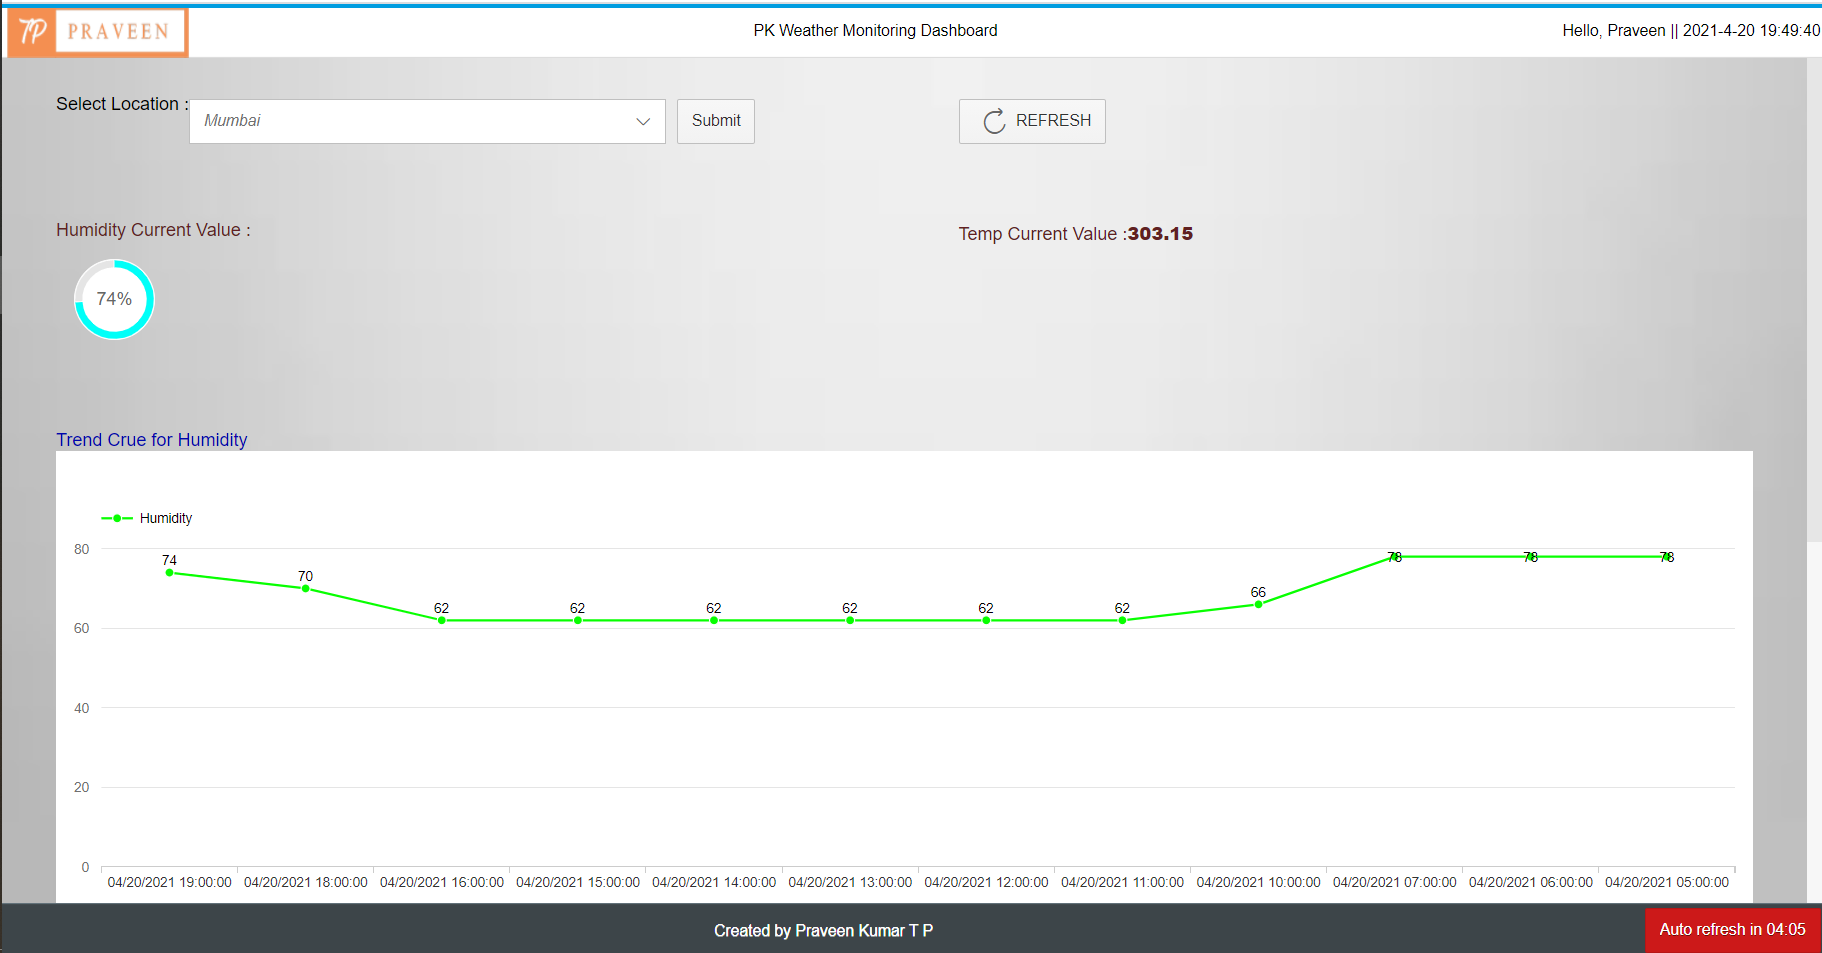 TP PRAVEEN
PK Weather Monitoring Dashboard
Hello, Praveen || 2021-4-20 19:49:40
Select Location :
Mumbai
Submit
REFRESH
Humidity Current Value :
Temp Current Value :303.15
74%
Trend Crue for Humidity
Humidity
80
60
40
20
0
74
70
62
62
62
62
62
62
66
78
78
78
04/20/2021 19:00:00
04/20/2021 18:00:00
04/20/2021 16:00:00
04/20/2021 15:00:00
04/20/2021 14:00:00
04/20/2021 13:00:00
04/20/2021 12:00:00
04/20/2021 11:00:00
04/20/2021 10:00:00
04/20/2021 07:00:00
04/20/2021 06:00:00
04/20/2021 05:00:00
Created by Praveen Kumar T P
Auto refresh in 04:05